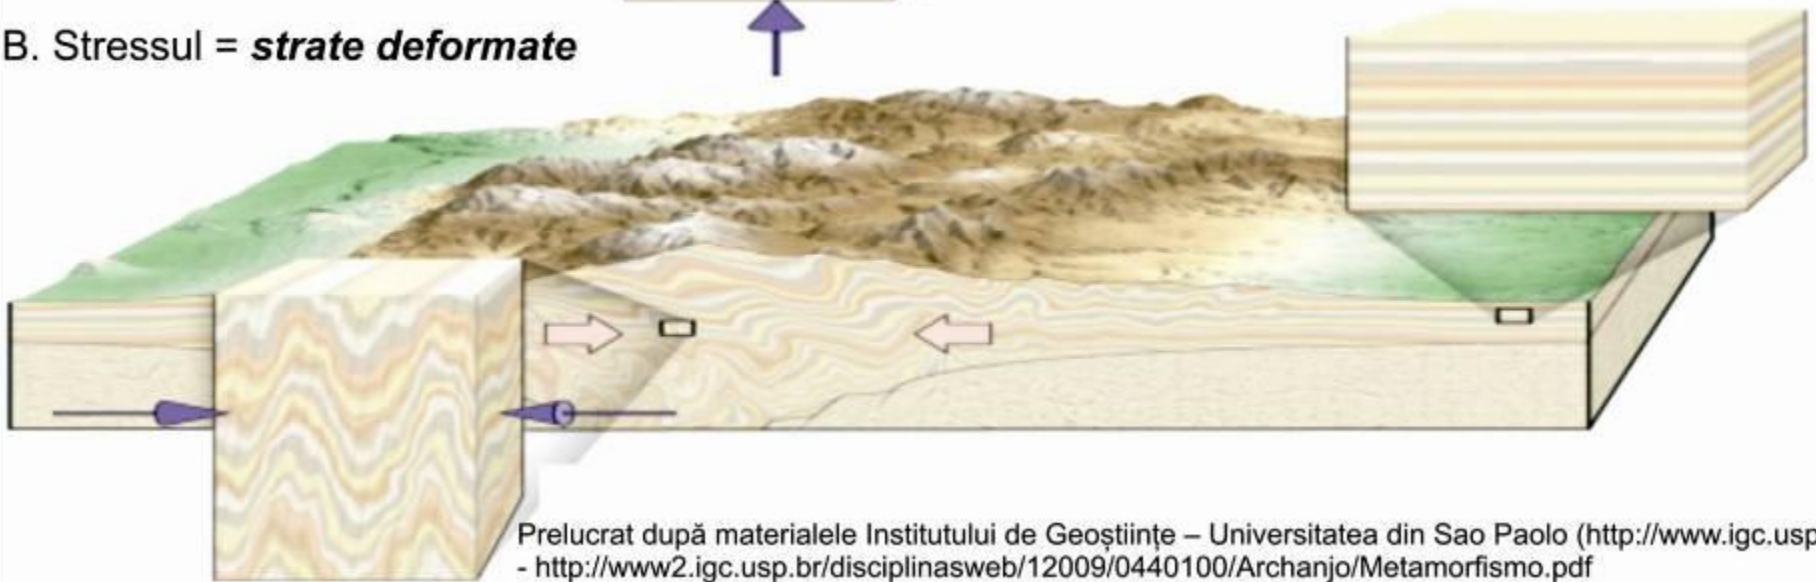 B. Stressul = strate deformate
Prelucrat după materialele Institutului de Geoștiințe – Universitatea din Sao Paolo (http://www.igc.usp
- http://www2.igc.usp.br/disciplinasweb/12009/0440100/Archanjo/Metamorfismo.pdf